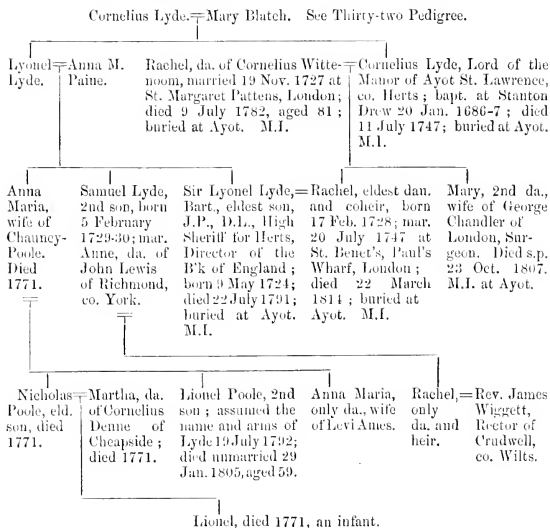 Cornelius Lyde.=Mary Blatch. See Thirty-two Pedigree.
Lyonel Lyde.=Anna M. Paine.
Rachel, da. of Cornelius Witte-
noom, married 19 Nov. 1727 at
St. Margaret Pattens, London;
died 9 July 1782, aged 81;
buried at Ayot. M.I.
=Cornelius Lyde, Lord of the
Manor of Ayot St. Lawrence,
co. Herts; bapt. at Stanton
Drew 20 Jan. 1686-7; died
11 July 1747; buried at Ayot.
M.I.
Anna
Maria,
wife of
Chauncy-
Poole.
Died
1771.
Samuel Lyde,
2nd son, born
5 February
1729-30; mar.
Anne, da. of
John Lewis
of Richmond,
co. York.
Sir Lyonel Lyde,
Bart., eldest son,
J.P., D.L., High
Sheriff for Herts,
Director of the
B'k of England;
born 9 May 1724;
died 22 July 1791;
buried at Ayot.
M.I.
=Rachel, eldest dau.
and coheir, born
17 Feb. 1728; mar.
20 July 1747 at
St. Benet's, Paul's
Wharf, London;
died 22 March
1814; buried at
Ayot. M.I.
Mary, 2nd da.,
wife of George
Chandler of
London, Sur-
geon. Died s.p.
23 Oct. 1807.
M.I. at Ayot.
Nicholas
Poole, eld.
son, died
1771.
=Martha, da.
of Cornelius
Denne of
Cheapside;
died 1771.
Lionel Poole, 2nd
son; assumed the
name and arms of
Lyde 19 July 1792;
died unmarried 29
Jan. 1805, aged 59.
Anna Maria,
only da., wife
of Levi Ames.
Rachel,
only
da. and
heir.
=Rev. James
Wiggett,
Rector of
Crudwell,
co. Wilts.
Lionel, died 1771, an infant.